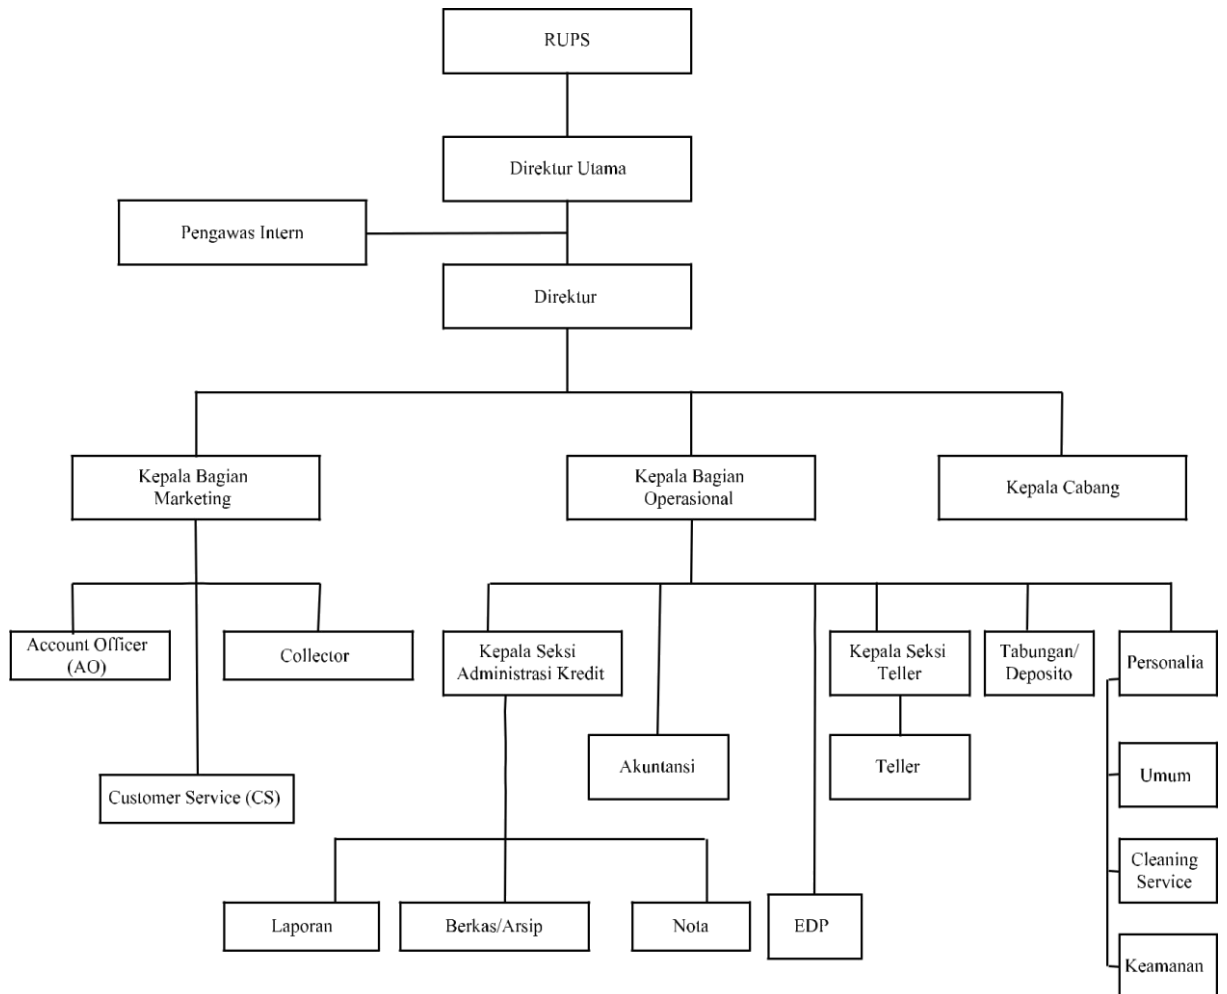 RUPS
Direktur Utama
Pengawas Intern
Direktur
Kepala Bagian
Marketing
Kepala Bagian
Operasional
Kepala Cabang
Account Officer
(AO)
Collector
Kepala Seksi
Administrasi Kredit
Kepala Seksi
Teller
Tabungan/
Deposito
Personalia
Akuntansi
Teller
Umum
Customer Service (CS)
Cleaning
Service
Laporan
Berkas/Arsip
Nota
EDP
Keamanan